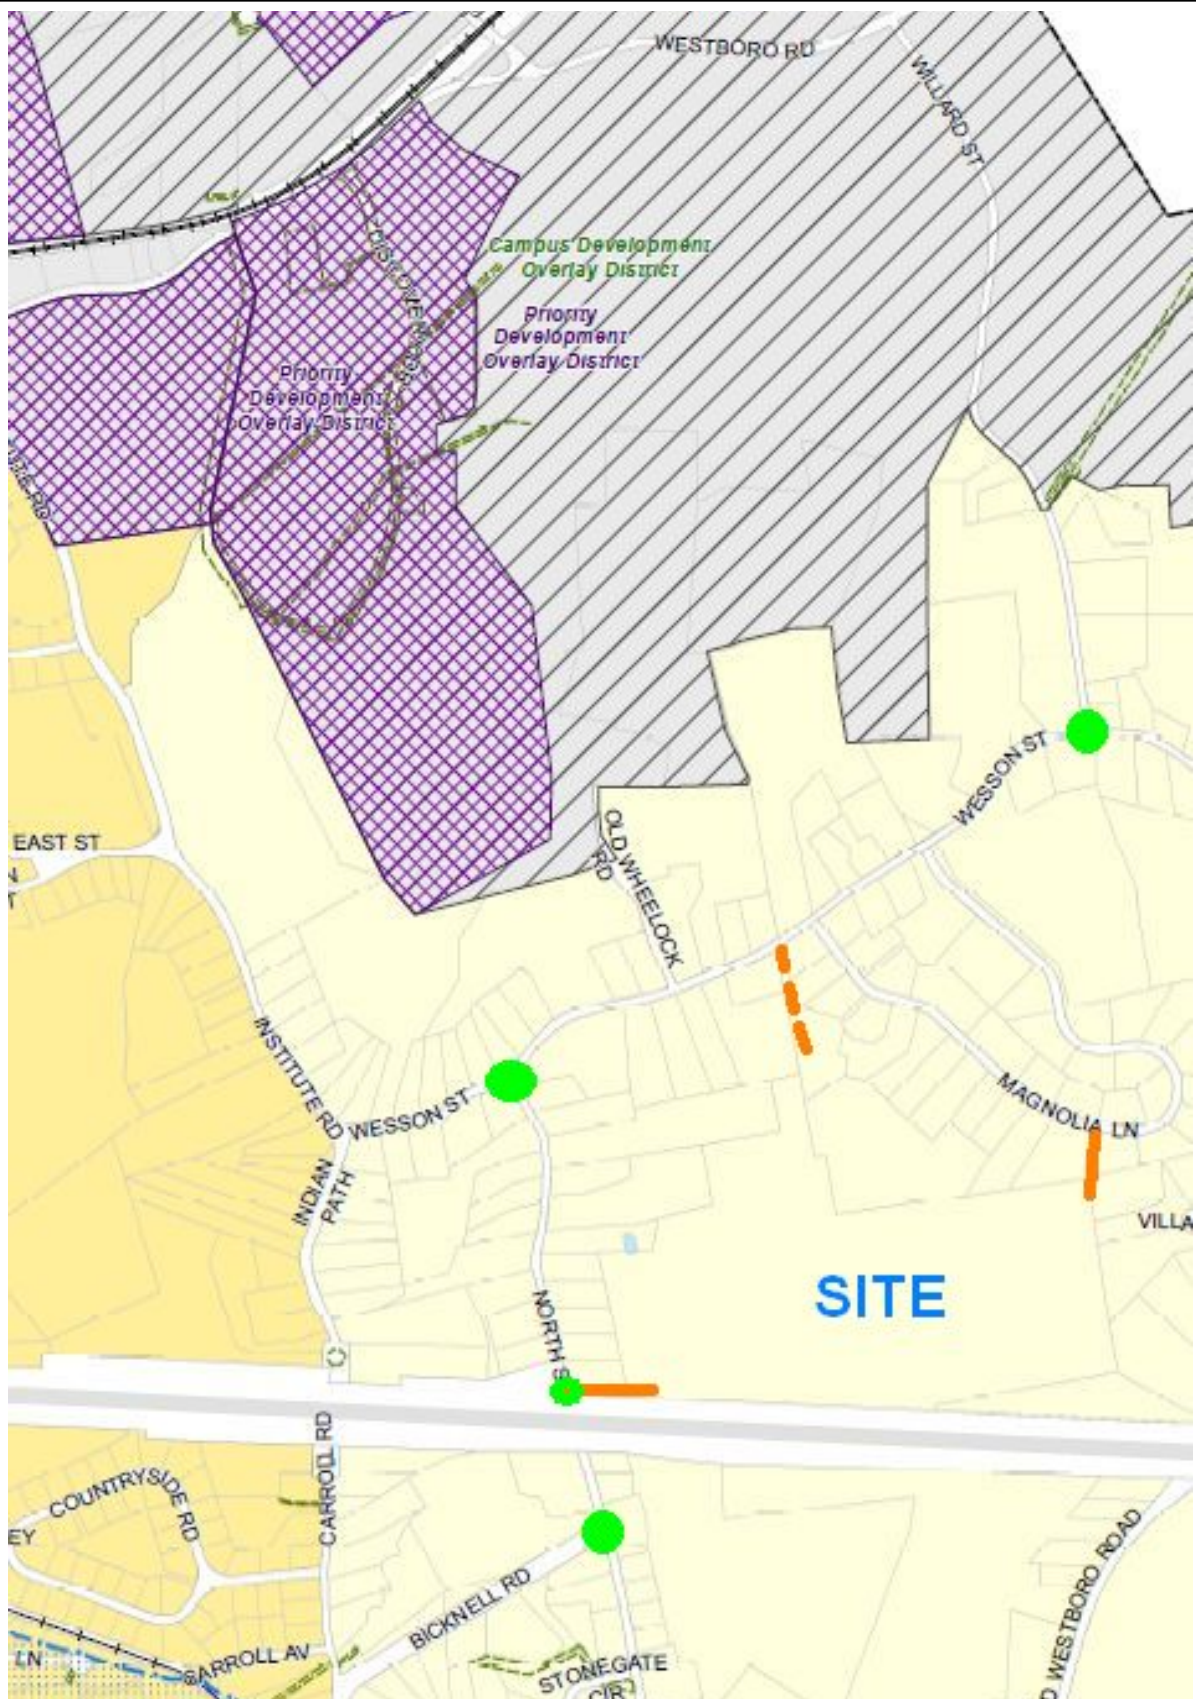 WESTBORO RD
WILLARD ST
Campus Development
Overlay District
Priority
Development
Overlay District
Priority
Development
Overlay District
EAST ST
OLD WHEELOCK
RD
WESSON ST
INSTITUTE RD
WESSON ST
MAGNOLIA LN
INDIAN
PATH
VILLA
SITE
NORTH S
CARROLL RD
COUNTRYSIDE RD
EY
BICKNELL RD
WESTBORO ROAD
LN
CARROLL AV
STONEGATE
CIR